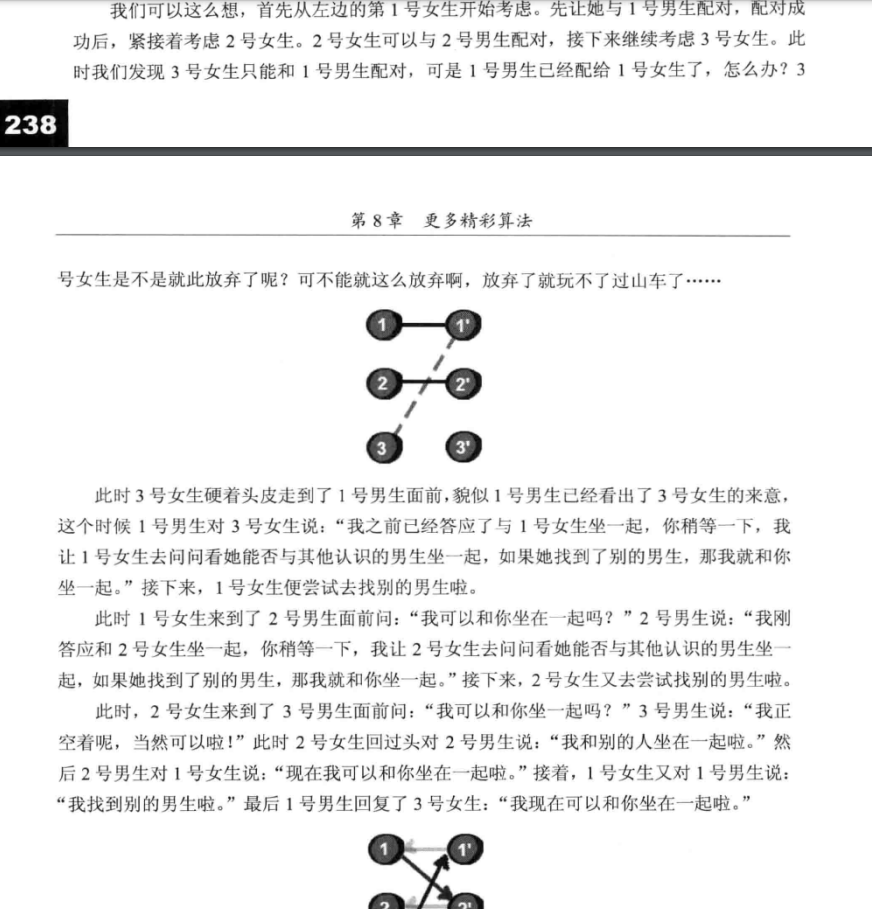 我们可以这么想，首先从左边的第 1 号女生开始考虑。先让她与 1 号男生配对，配对成
功后，紧接着考虑 2 号女生。2 号女生可以与 2 号男生配对，接下来继续考虑 3 号女生。此
时我们发现 3 号女生只能和 1 号男生配对，可是 1 号男生已经配给 1 号女生了，怎么办？3
238
第 8 章 更多精彩算法
号女生是不是就此放弃了呢？可不能就这么放弃啊，放弃了就玩不了过山车了……
1 1'
2 2'
3 3'
此时 3 号女生硬着头皮走到了 1 号男生面前，貌似 1 号男生已经看出了 3 号女生的来意，
这个时候 1 号男生对 3 号女生说：“我之前已经答应了与 1 号女生坐一起，你稍等一下，我
让 1 号女生去问问看她能否与其他认识的男生坐一起，如果她找到了别的男生，那我就和你
坐一起。”接下来，1 号女生便尝试去找别的男生啦。
此时 1 号女生来到了 2 号男生面前问：“我可以和你坐在一起吗？”2 号男生说：“我刚
答应和 2 号女生坐一起，你稍等一下，我让 2 号女生去问问看她能否与其他认识的男生坐一
起，如果她找到了别的男生，那我就和你坐一起。”接下来，2 号女生又去尝试找别的男生啦。
此时，2 号女生来到了 3 号男生面前问：“我可以和你坐一起吗？”3 号男生说：“我正
空着呢，当然可以啦！”此时 2 号女生回过头对 2 号男生说：“我和别的人坐在一起啦。”然
后 2 号男生对 1 号女生说：“现在我可以和你坐在一起啦。”接着，1 号女生又对 1 号男生说：
“我找到别的男生啦。”最后 1 号男生回复了 3 号女生：“我现在可以和你坐在一起啦。”
1 1'
2 2'